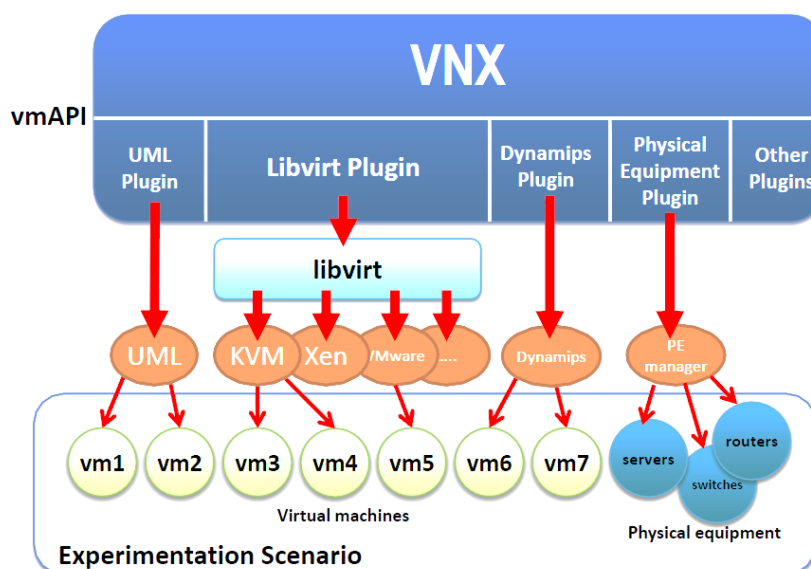 VNX
vmAPI
UML
Plugin
Libvirt Plugin
Dynamips
Plugin
Physical
Equipment
Plugin
Other
Plugins
libvirt
UML
KVM
Xen
VMware
....
Dynamips
PE
manager
vm1
vm2
vm3
vm4
vm5
vm6
vm7
servers
switches
routers
Virtual machines
Physical equipment
Experimentation Scenario